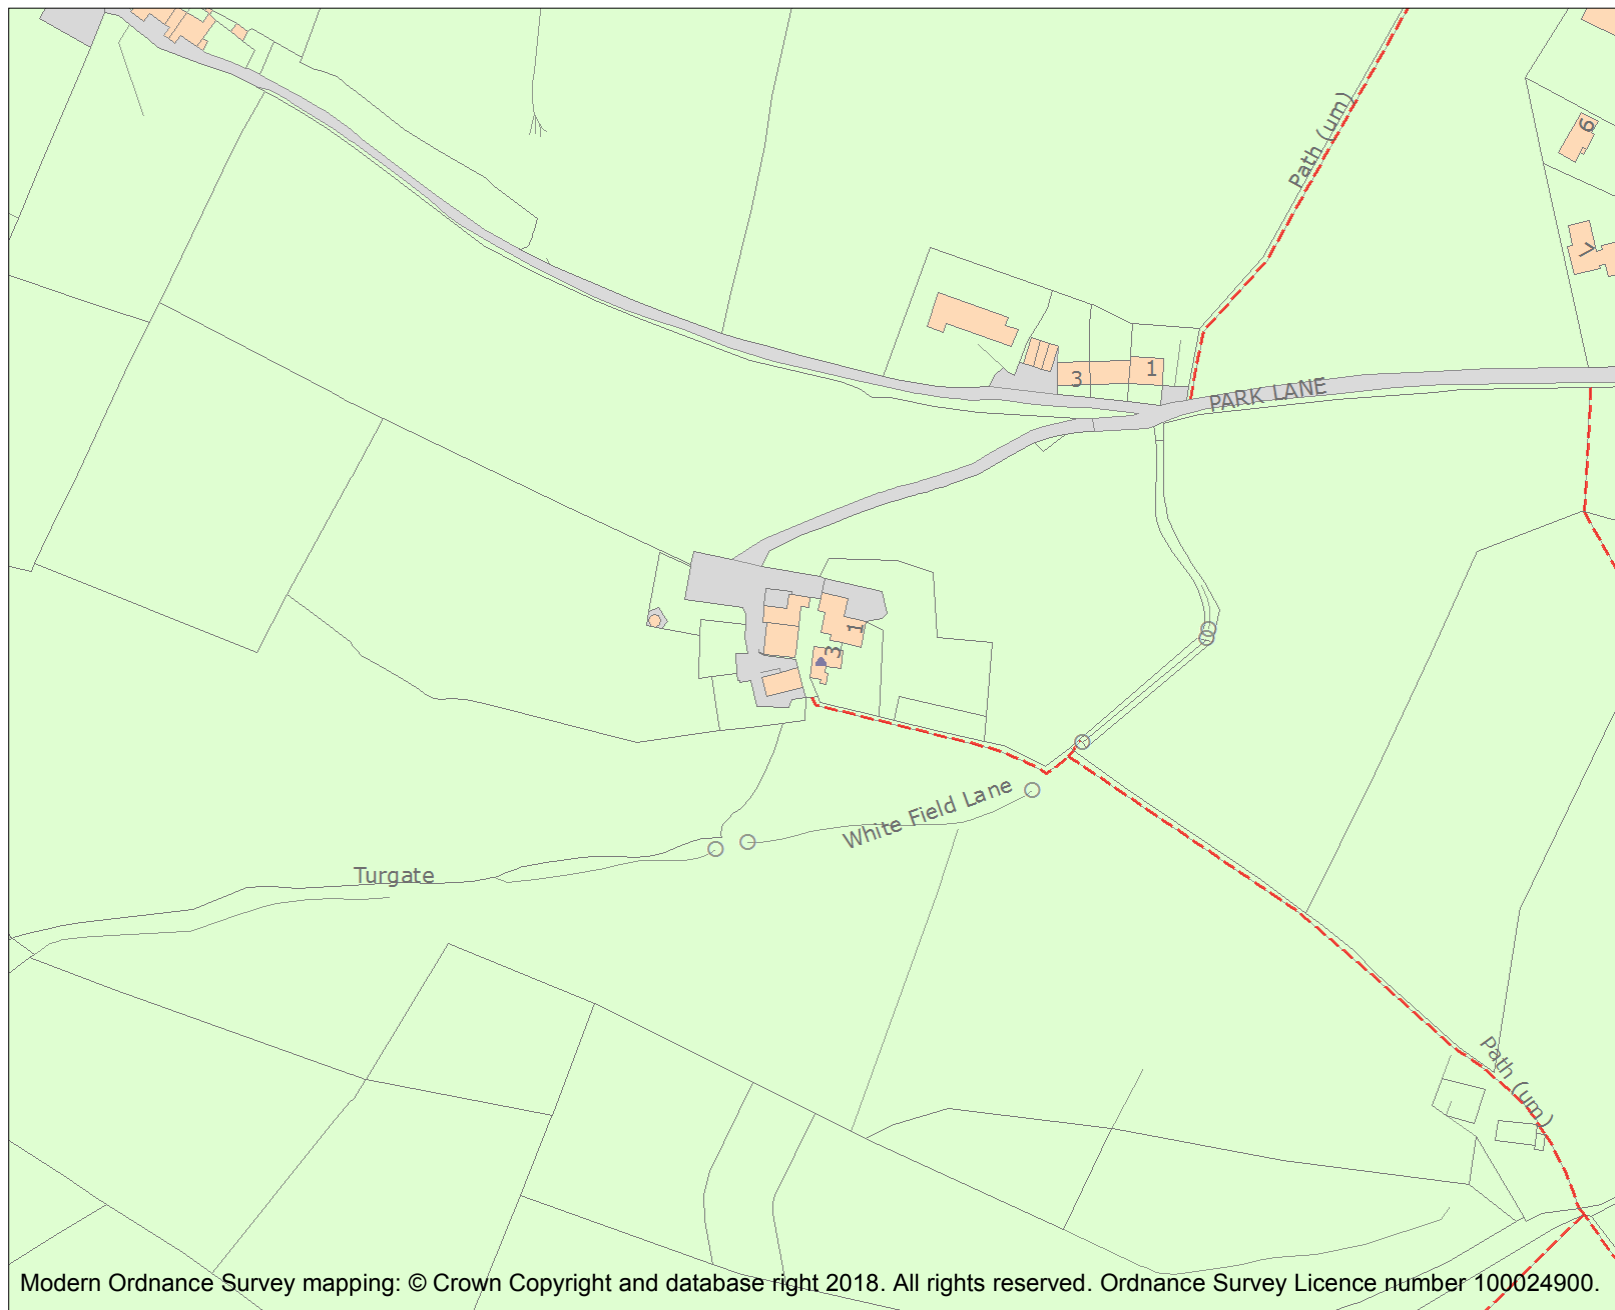 Path (um)
6
7
3
1
PARK LANE
1
3
White Field Lane
Turgate
Path (um)
Modern Ordnance Survey mapping: © Crown Copyright and database right 2018. All rights reserved. Ordnance Survey Licence number 100024900.